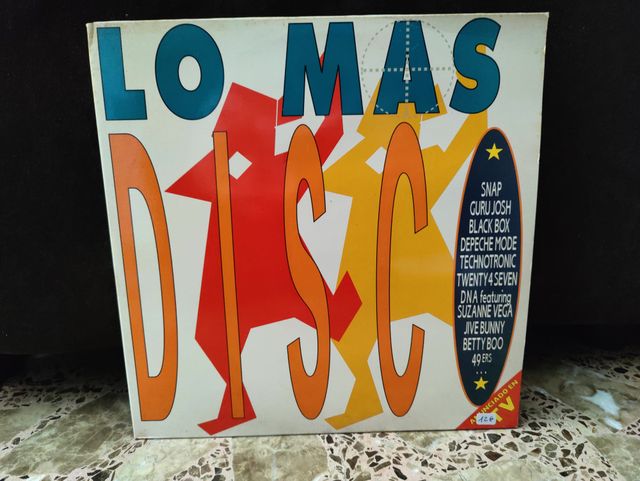 LO MAS
DISCO
SNAP
GURU JOSH
BLACK BOX
DEPECHE MODE
TECHNOTRONIC
TWENTY 4 SEVEN
DNA featuring
SUZANNE VEGA
JIVE BUNNY
BETTY BOO
49 ERS
...
ANUNCIADO EN
TV
12€